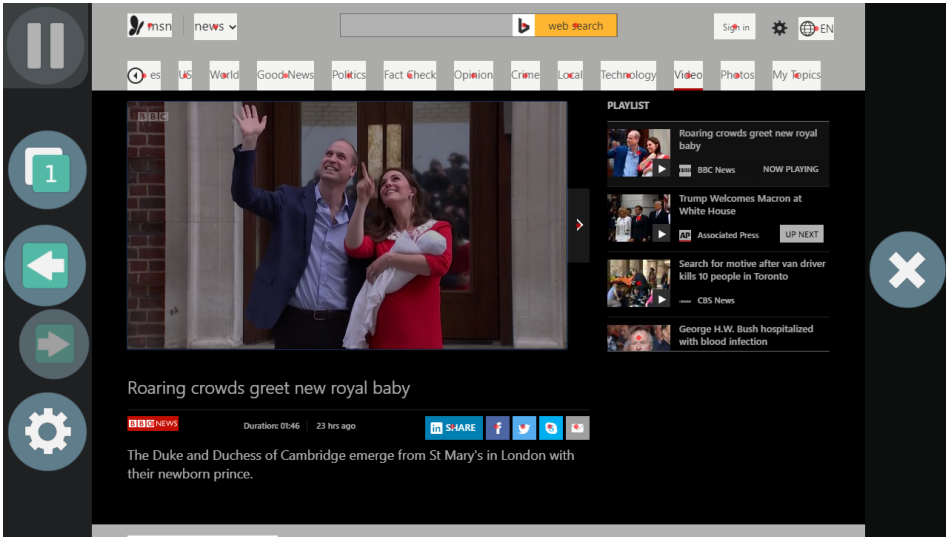 msn
news
web search
Sign in
EN
es
US
World
Good News
Politics
Fact Check
Opinion
Crime
Local
Technology
Video
Photos
My Topics
BBC
PLAYLIST
Roaring crowds greet new royal
baby
BBC News
NOW PLAYING
Trump Welcomes Macron at
White House
AP
Associated Press
UP NEXT
Search for motive after van driver
kills 10 people in Toronto
CBS News
George H.W. Bush hospitalized
with blood infection
1
Roaring crowds greet new royal baby
BBC NEWS
Duration: 01:46
23 hrs ago
in SHARE
The Duke and Duchess of Cambridge emerge from St Mary's in London with
their newborn prince.